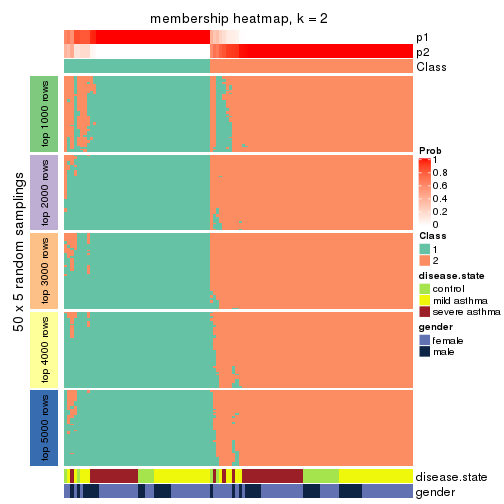 membership heatmap, k = 2
p1
p2
Class
50 x 5 random samplings
top 1000 rows
top 2000 rows
top 3000 rows
top 4000 rows
top 5000 rows
disease.state
gender
Prob
1
0.8
0.6
0.4
0.2
0
Class
1
2
disease.state
control
mild asthma
severe asthma
gender
female
male